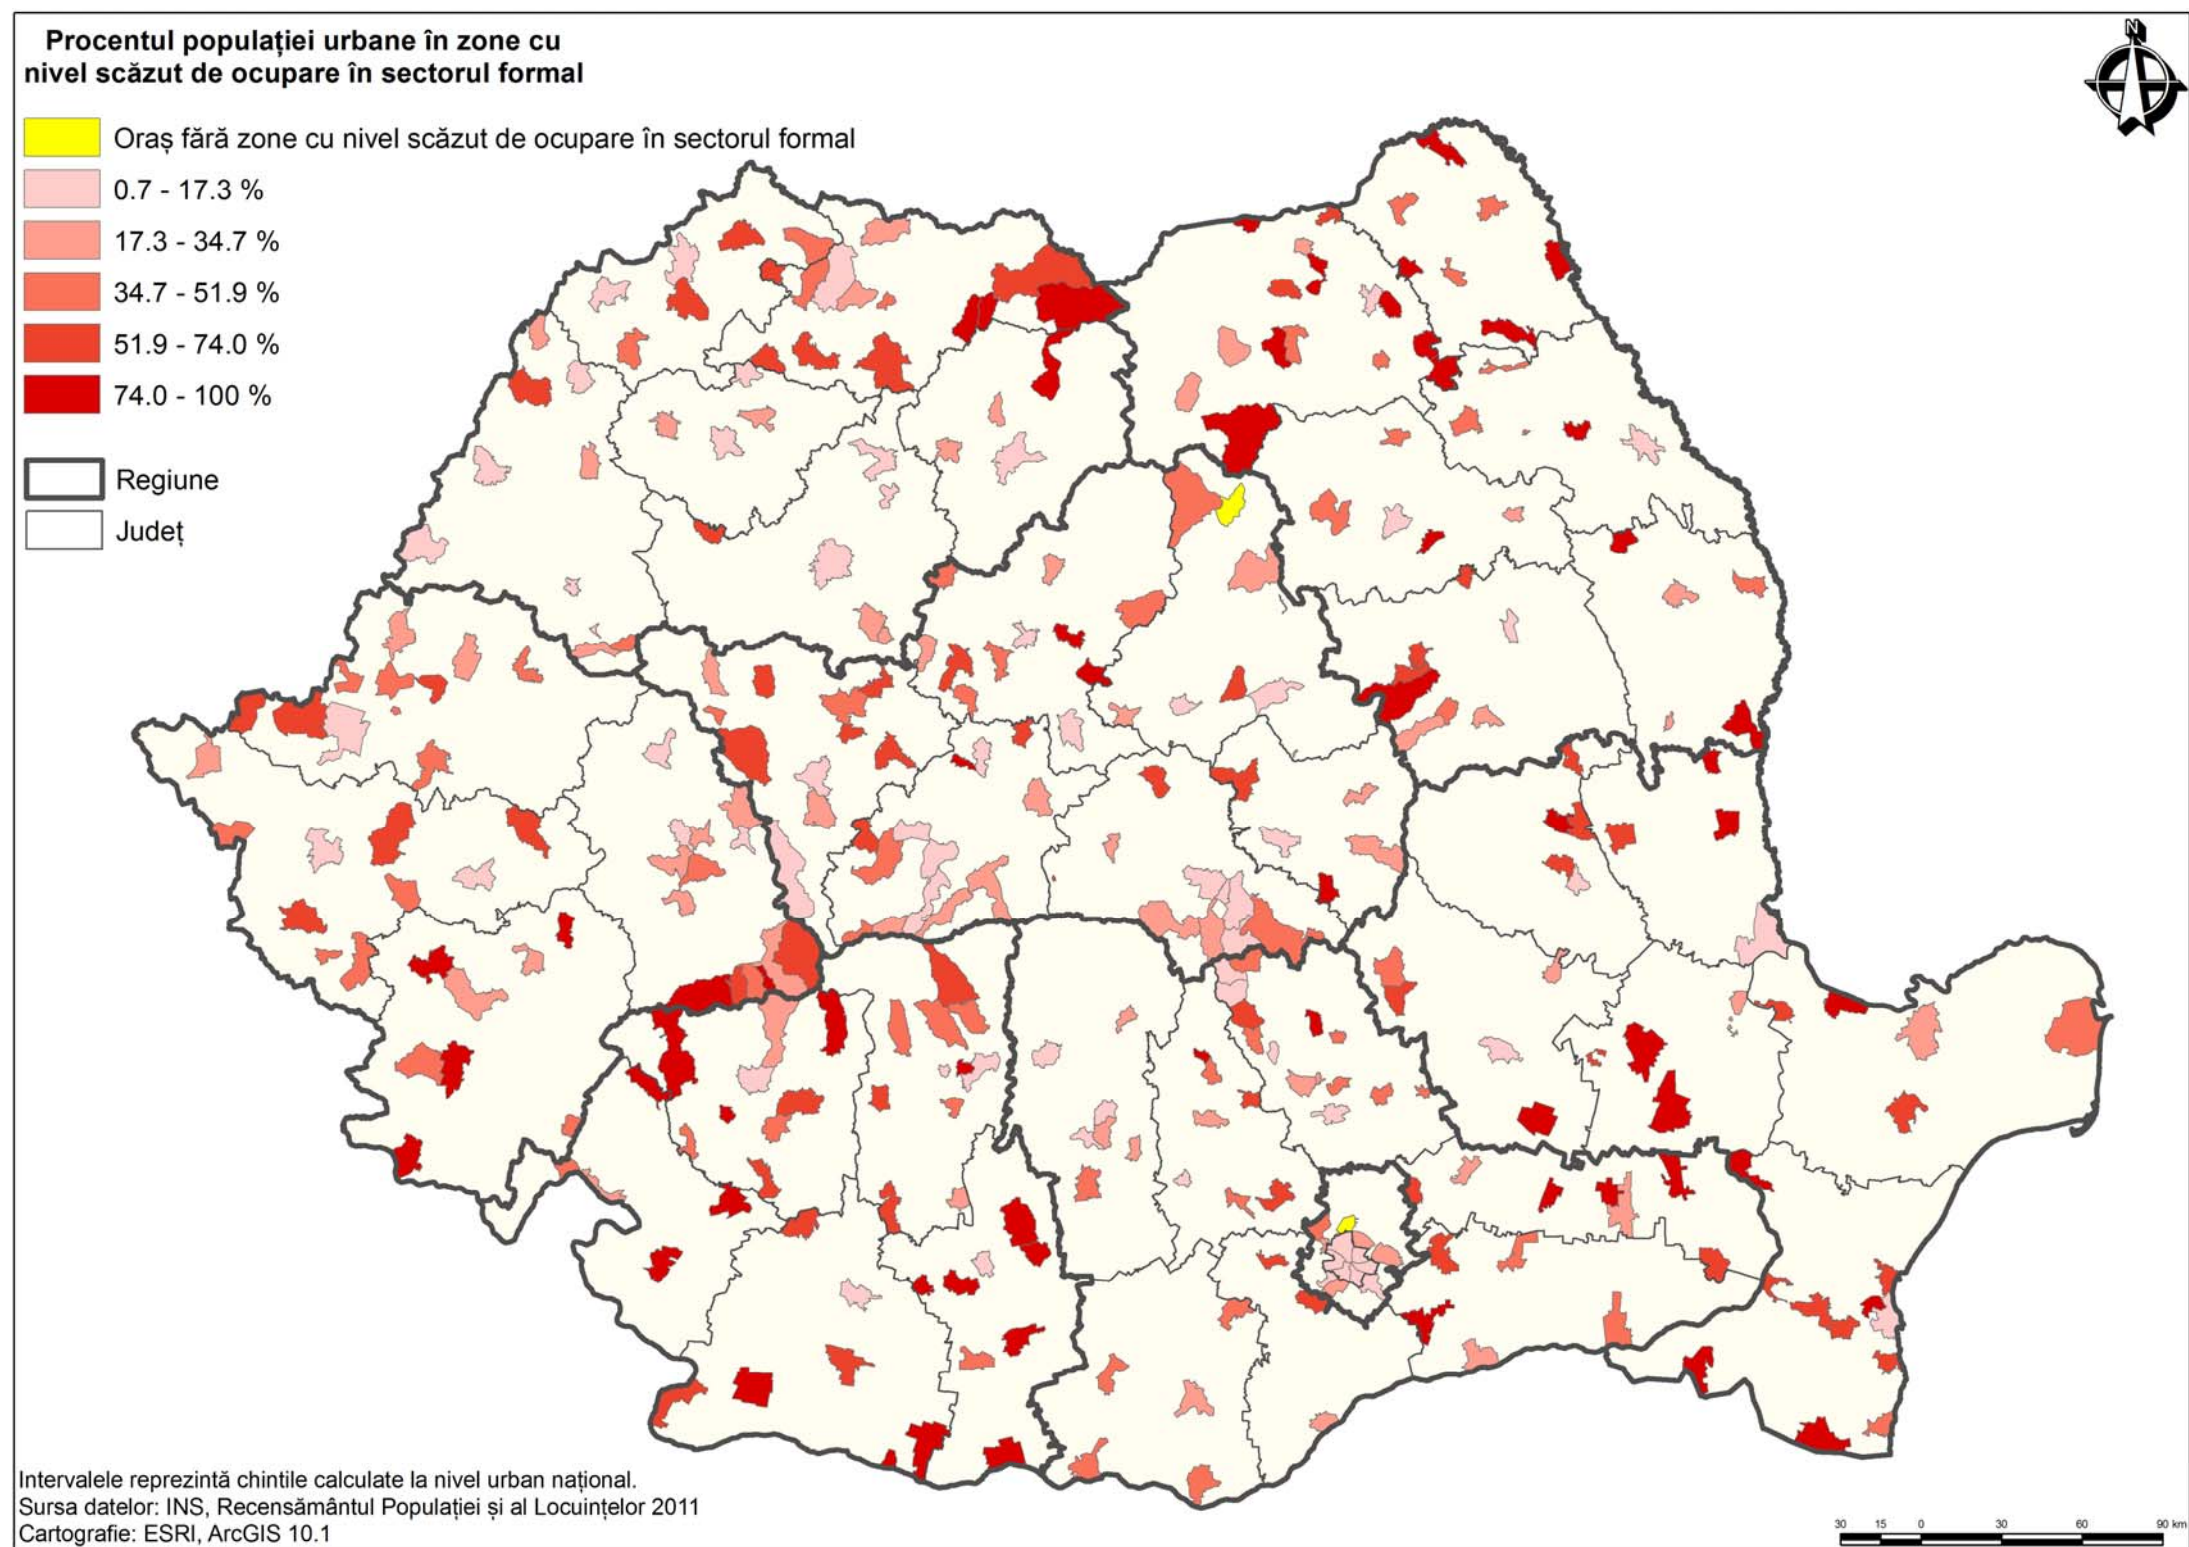 Procentul populației urbane în zone cu
nivel scăzut de ocupare în sectorul formal
Oraș fără zone cu nivel scăzut de ocupare în sectorul formal
0.7 - 17.3 %
17.3 - 34.7 %
34.7 - 51.9 %
51.9 - 74.0 %
74.0 - 100 %
Regiune
Județ
N
Intervalele reprezintă chintile calculate la nivel urban național.
Sursa datelor: INS, Recensământul Populației și al Locuințelor 2011
Cartografie: ESRI, ArcGIS 10.1
30 15 0 30 60 90 km